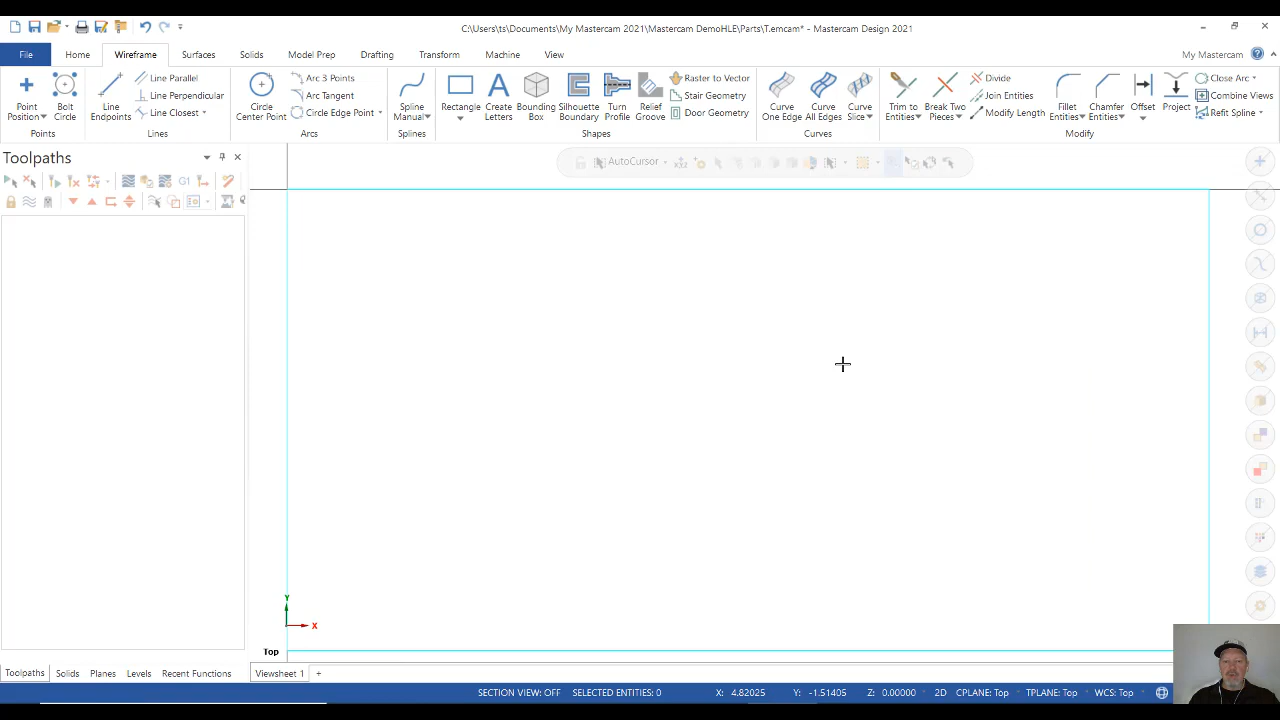 C:\Users\ts\Documents\My Mastercam 2021\Mastercam DemoHLE\Parts\T.emcam* - Mastercam Design 2021
File Home Wireframe Surfaces Solids Model Prep Drafting Transform Machine View My Mastercam
Point Position Bolt Circle
Points
Line Endpoints Line Parallel
Line Perpendicular
Line Closest
Lines
Circle Center Point Arc 3 Points
Arc Tangent
Circle Edge Point
Arcs
Spline Manual
Splines
Rectangle Create Letters Bounding Box Silhouette Boundary Turn Profile Relief Groove Raster to Vector
Stair Geometry
Door Geometry
Shapes
Curve One Edge Curve All Edges Curve Slice
Curves
Trim to Entities Break Two Pieces Divide
Join Entities
Modify Length
Fillet Entities Chamfer Entities Offset Project Close Arc
Combine Views
Refit Spline
Modify
Toolpaths
G1
AutoCursor
Y
X
Top
Toolpaths Solids Planes Levels Recent Functions Viewsheet 1 +
SECTION VIEW: OFF SELECTED ENTITIES: 0 X: 4.82025 Y: -1.51405 Z: 0.00000 2D CPLANE: Top TPLANE: Top WCS: Top